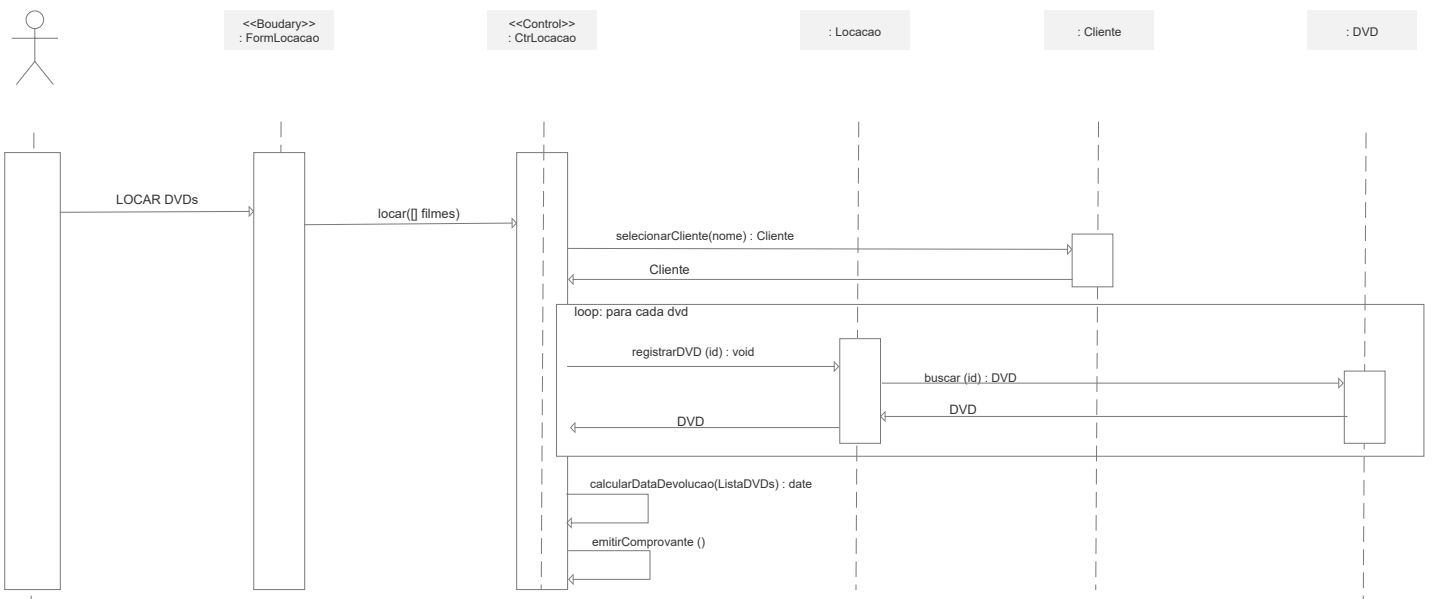 <<Boudary>>
: FormLocacao
<<Control>>
: CtrLocacao
: Locacao
: Cliente
: DVD
LOCAR DVDs
locar([] filmes)
selecionarCliente(nome) : Cliente
Cliente
loop: para cada dvd
registrarDVD (id) : void
buscar (id) : DVD
DVD
DVD
calcularDataDevolucao(ListaDVDs) : date
emitirComprovante ()